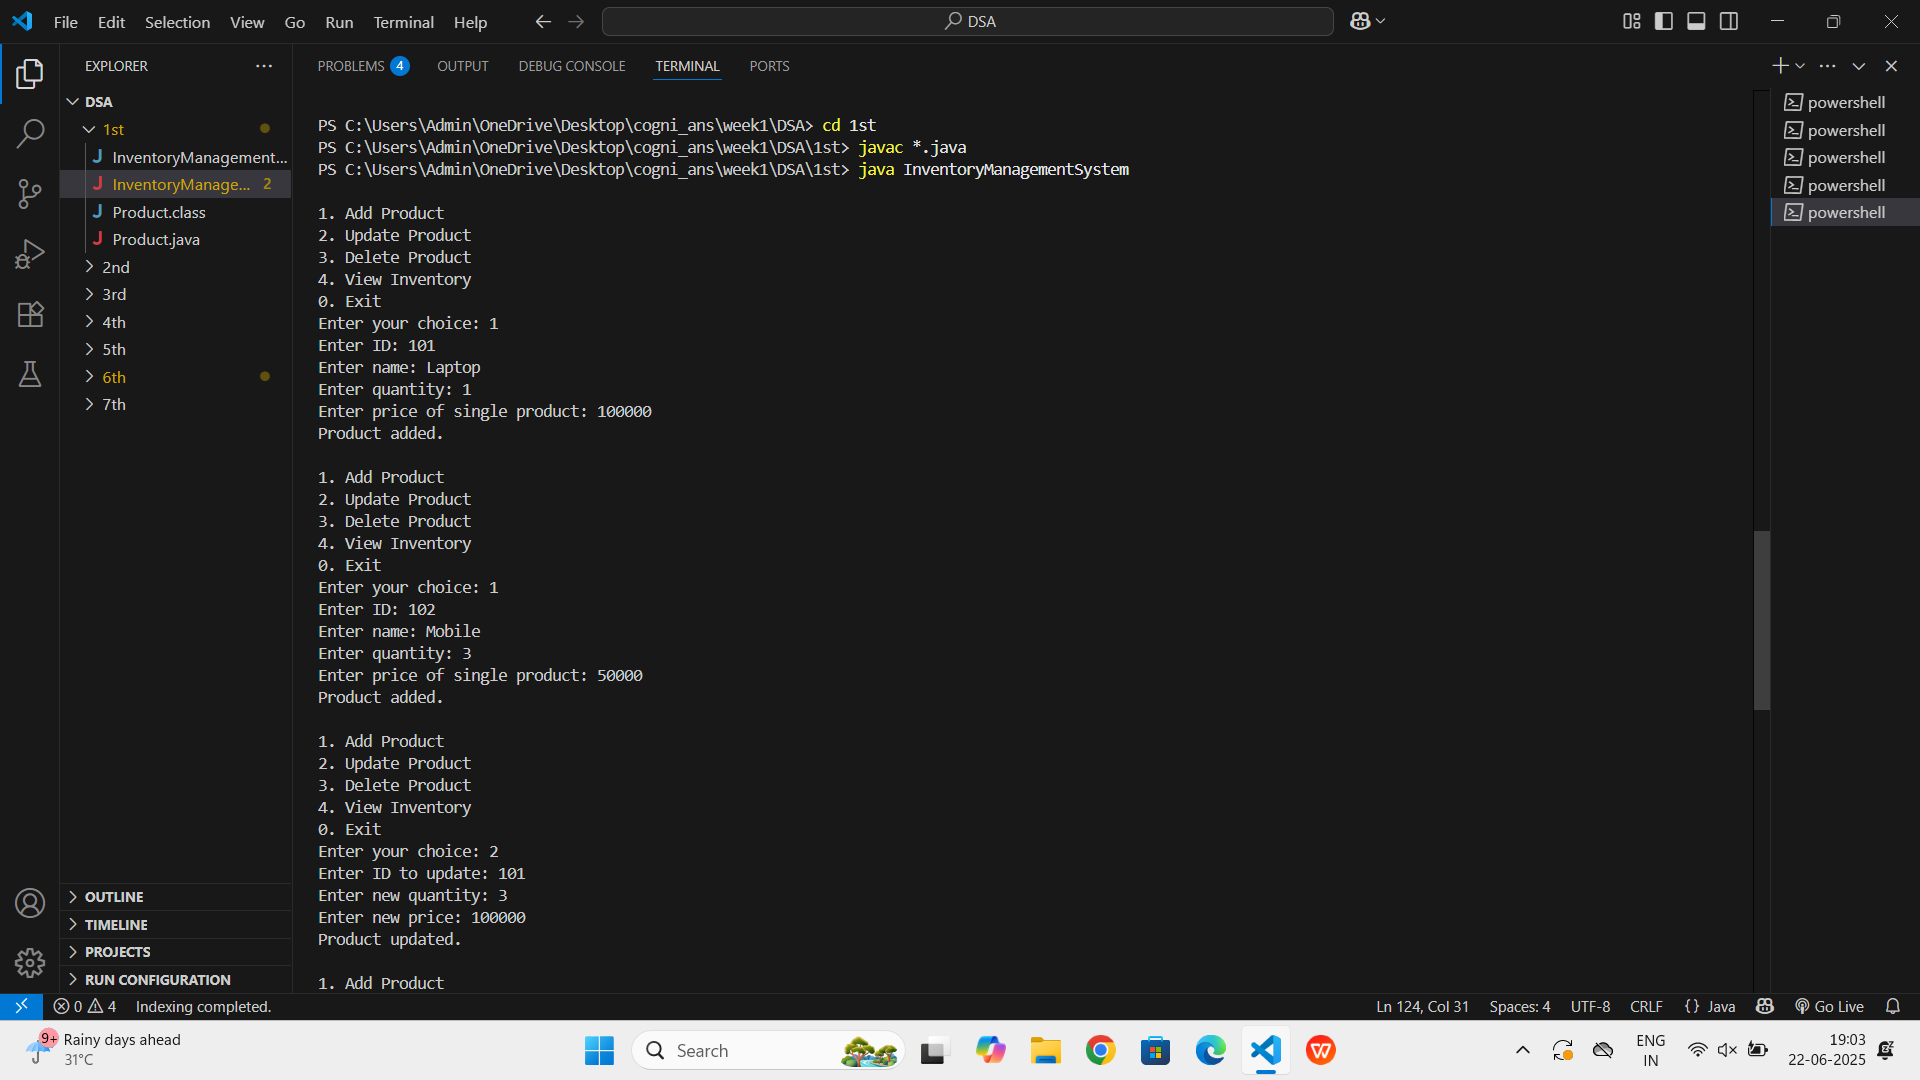 File Edit Selection View Go Run Terminal Help
DSA
EXPLORER
DSA
1st
InventoryManagement...
InventoryManage... 2
Product.class
Product.java
2nd
3rd
4th
5th
6th
7th
OUTLINE
TIMELINE
PROJECTS
RUN CONFIGURATION
PROBLEMS 4 OUTPUT DEBUG CONSOLE TERMINAL PORTS
PS C:\Users\Admin\OneDrive\Desktop\cogni_ans\week1\DSA> cd 1st
PS C:\Users\Admin\OneDrive\Desktop\cogni_ans\week1\DSA\1st> javac *.java
PS C:\Users\Admin\OneDrive\Desktop\cogni_ans\week1\DSA\1st> java InventoryManagementSystem
1. Add Product
2. Update Product
3. Delete Product
4. View Inventory
0. Exit
Enter your choice: 1
Enter ID: 101
Enter name: Laptop
Enter quantity: 1
Enter price of single product: 100000
Product added.
1. Add Product
2. Update Product
3. Delete Product
4. View Inventory
0. Exit
Enter your choice: 1
Enter ID: 102
Enter name: Mobile
Enter quantity: 3
Enter price of single product: 50000
Product added.
1. Add Product
2. Update Product
3. Delete Product
4. View Inventory
0. Exit
Enter your choice: 2
Enter ID to update: 101
Enter new quantity: 3
Enter new price: 100000
Product updated.
1. Add Product
powershell
powershell
powershell
powershell
powershell
0 4 Indexing completed.
Ln 124, Col 31 Spaces: 4 UTF-8 CRLF {} Java Go Live
9+ Rainy days ahead
31°C
Search
ENG
IN
19:03
22-06-2025